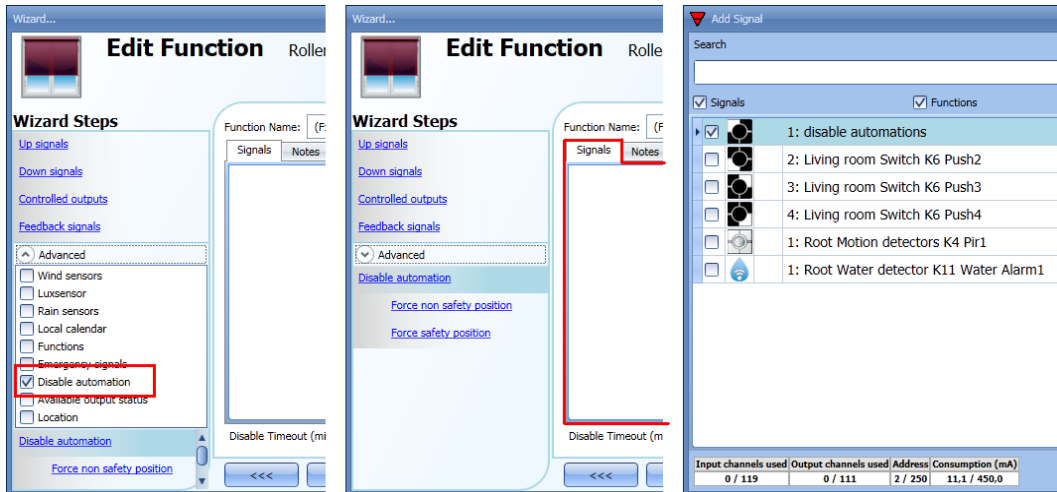 Wizard...
Edit Function Roller
Wizard Steps
Up signals
Down signals
Controlled outputs
Feedback signals
Advanced
Wind sensors
Luxsensor
Rain sensors
Local calendar
Functions
Emergency signals
Disable automation
Available output status
Location
Disable automation
Force non safety position
Function Name: (F
Signals Notes
Disable Timeout (mi
<<<
Wizard...
Edit Function Rolle
Wizard Steps
Up signals
Down signals
Controlled outputs
Feedback signals
Advanced
Disable automation
Force non safety position
Force safety position
Function Name: (F
Signals Notes
Disable Timeout (m
<<<
Add Signal
Search
Signals Functions
1: disable automations
2: Living room Switch K6 Push2
3: Living room Switch K6 Push3
4: Living room Switch K6 Push4
1: Root Motion detectors K4 Pir1
1: Root Water detector K11 Water Alarm1
Input channels used Output channels used Address Consumption (mA)
0 / 119 0 / 111 2 / 250 11,1 / 450,0